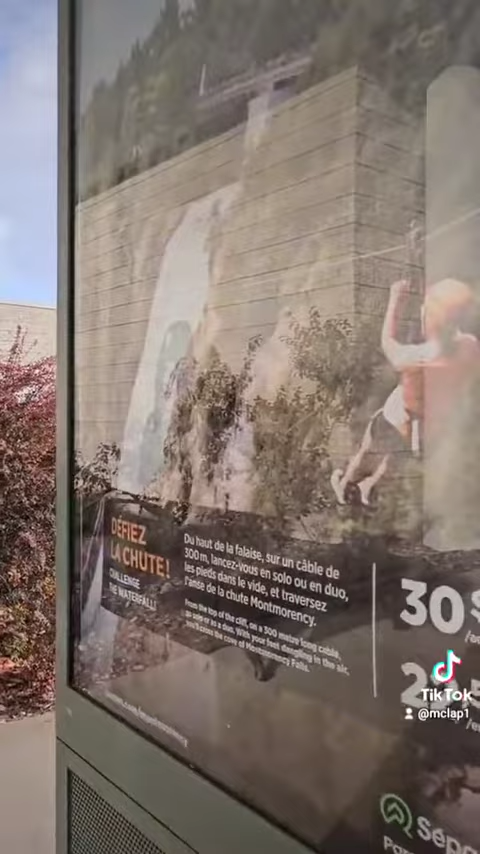 DÉFIEZ
LA CHUTE!
CHALLENGE
THE WATERFALL!
Du haut de la falaise, sur un câble de
300 m, lancez-vous en solo ou en duo,
les pieds dans le vide, et traversez
l'anse de la chute Montmorency.
From the top of the cliff, on a 300 metre long cable,
go solo or as a duo. With your feet dangling in the air,
you'll cross the cove of Montmorency Falls.
30$
Sépa
TikTok
@mclap1